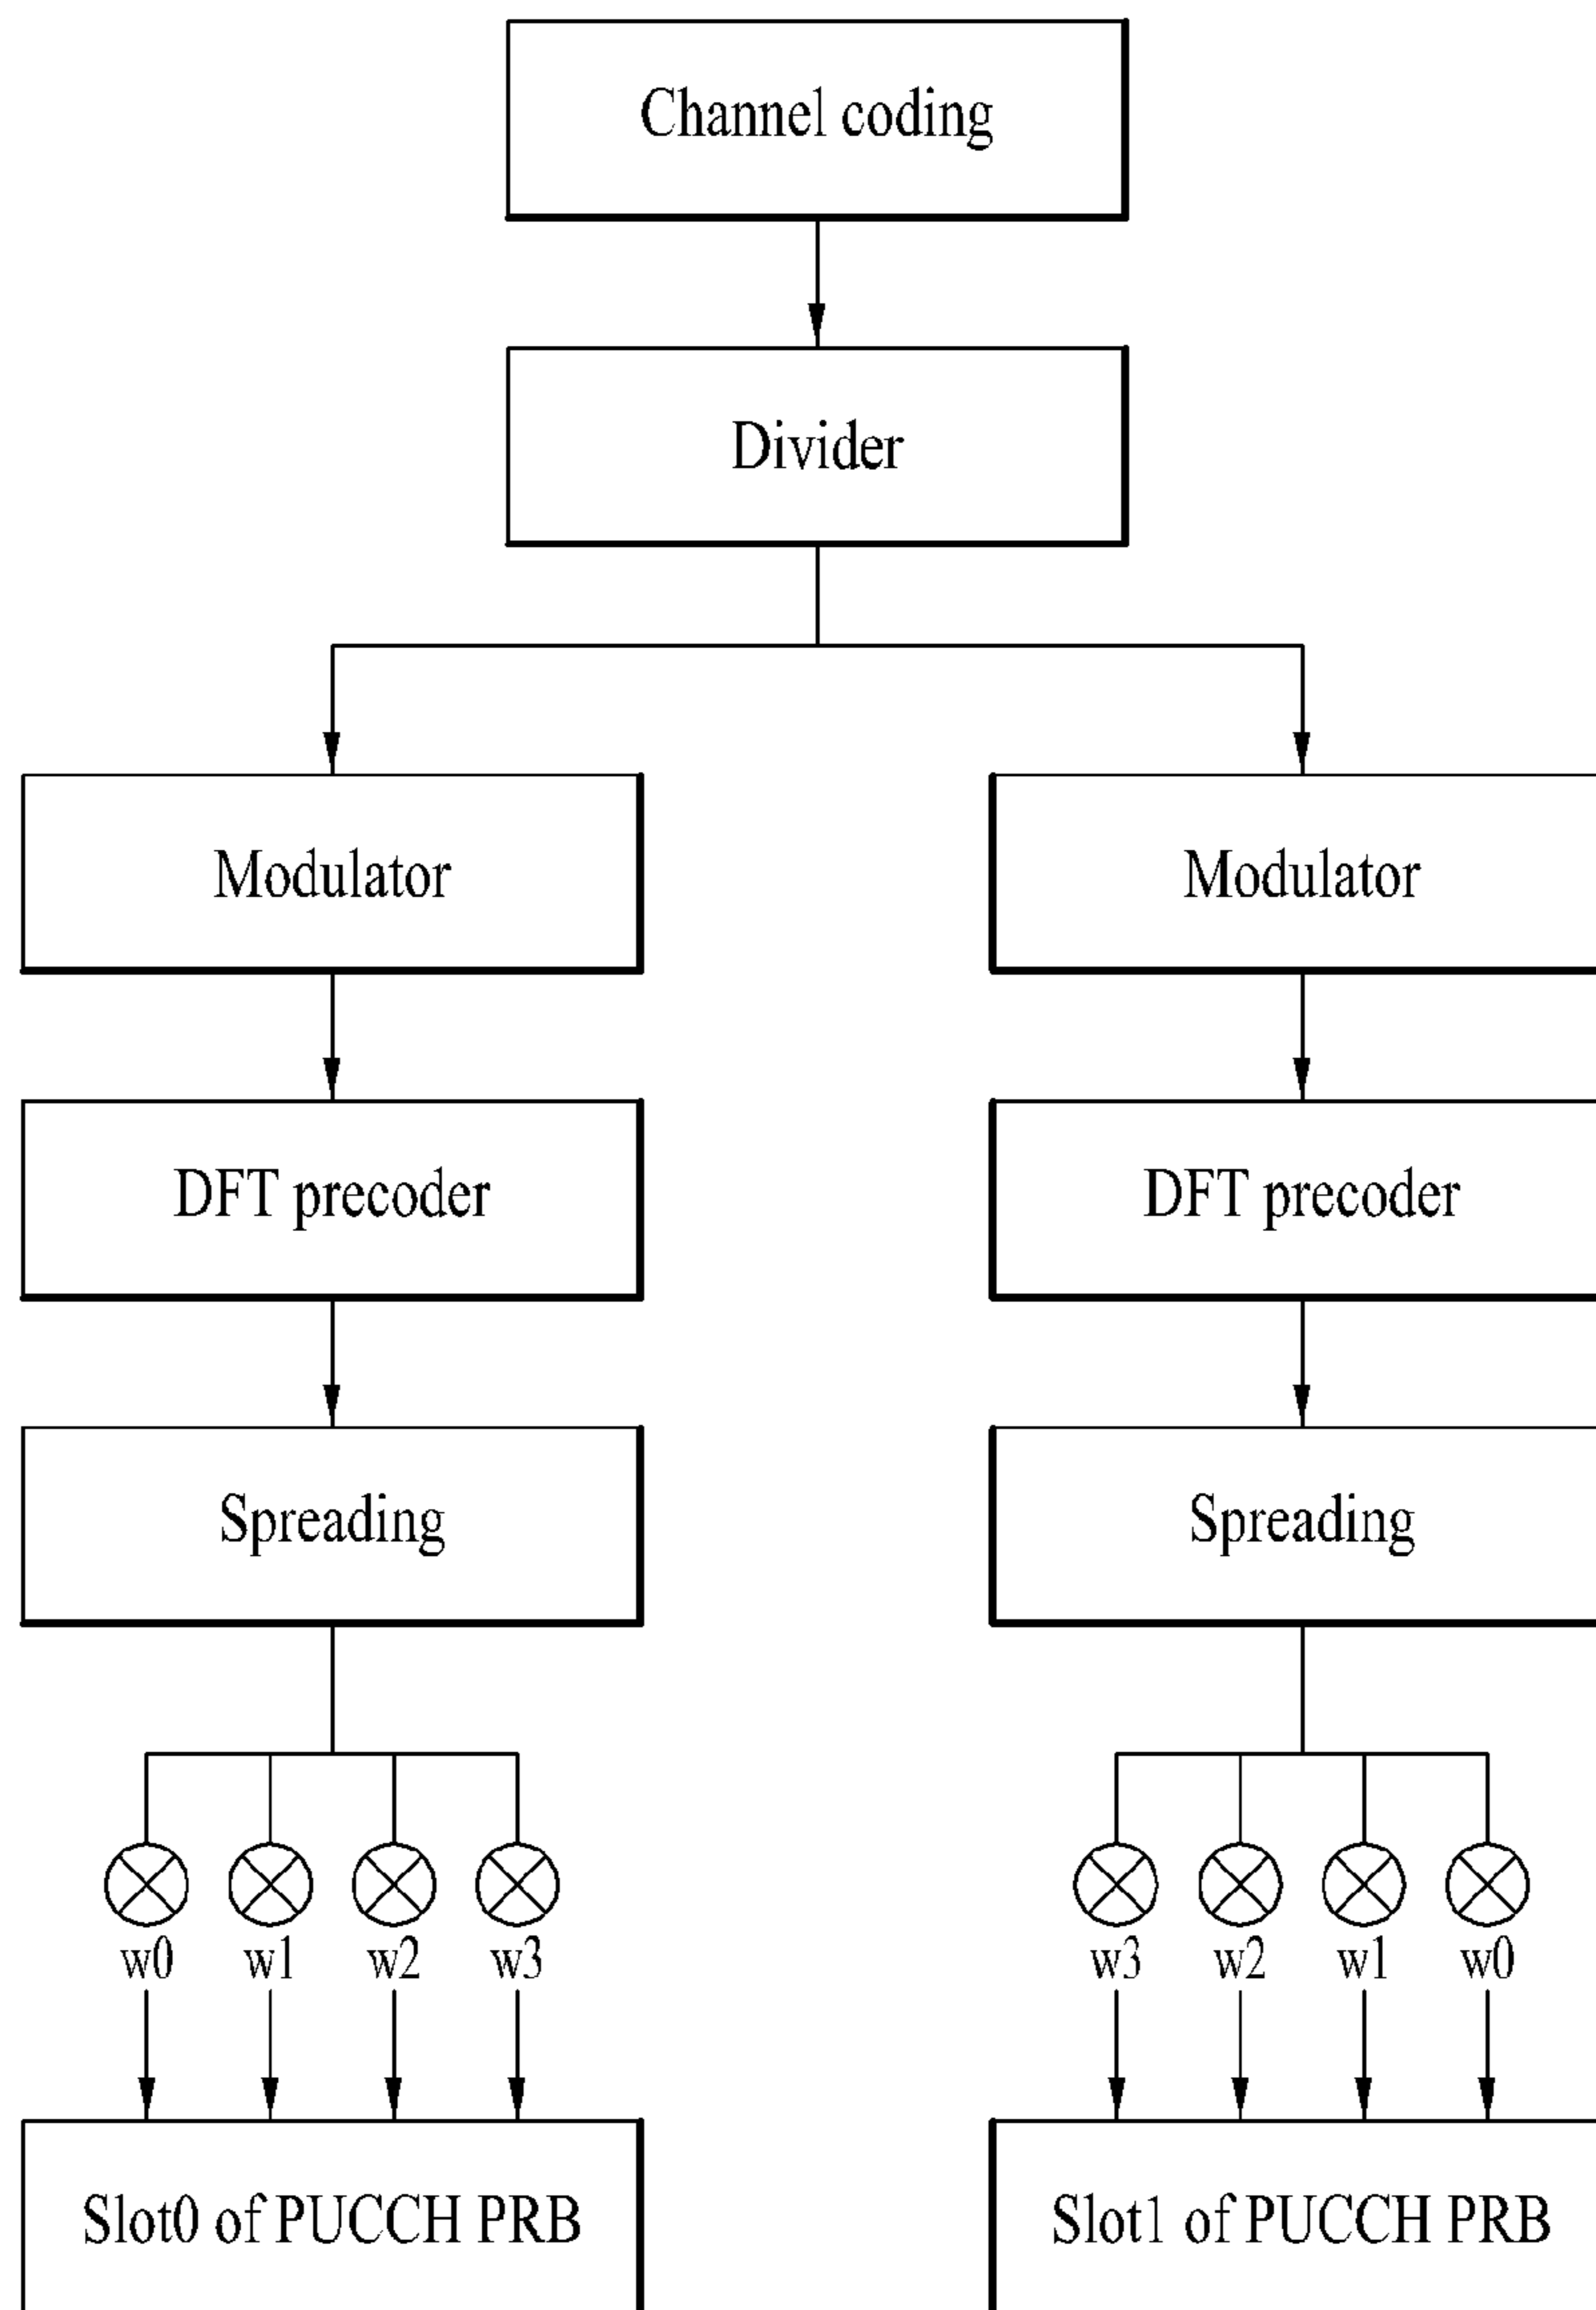 Channel coding
Divider
Modulator Modulator
DFT precoder DFT precoder
Spreading Spreading
w0 w1 w2 w3 w3 w2 w1 w0
Slot0 of PUCCH PRB Slot1 of PUCCH PRB